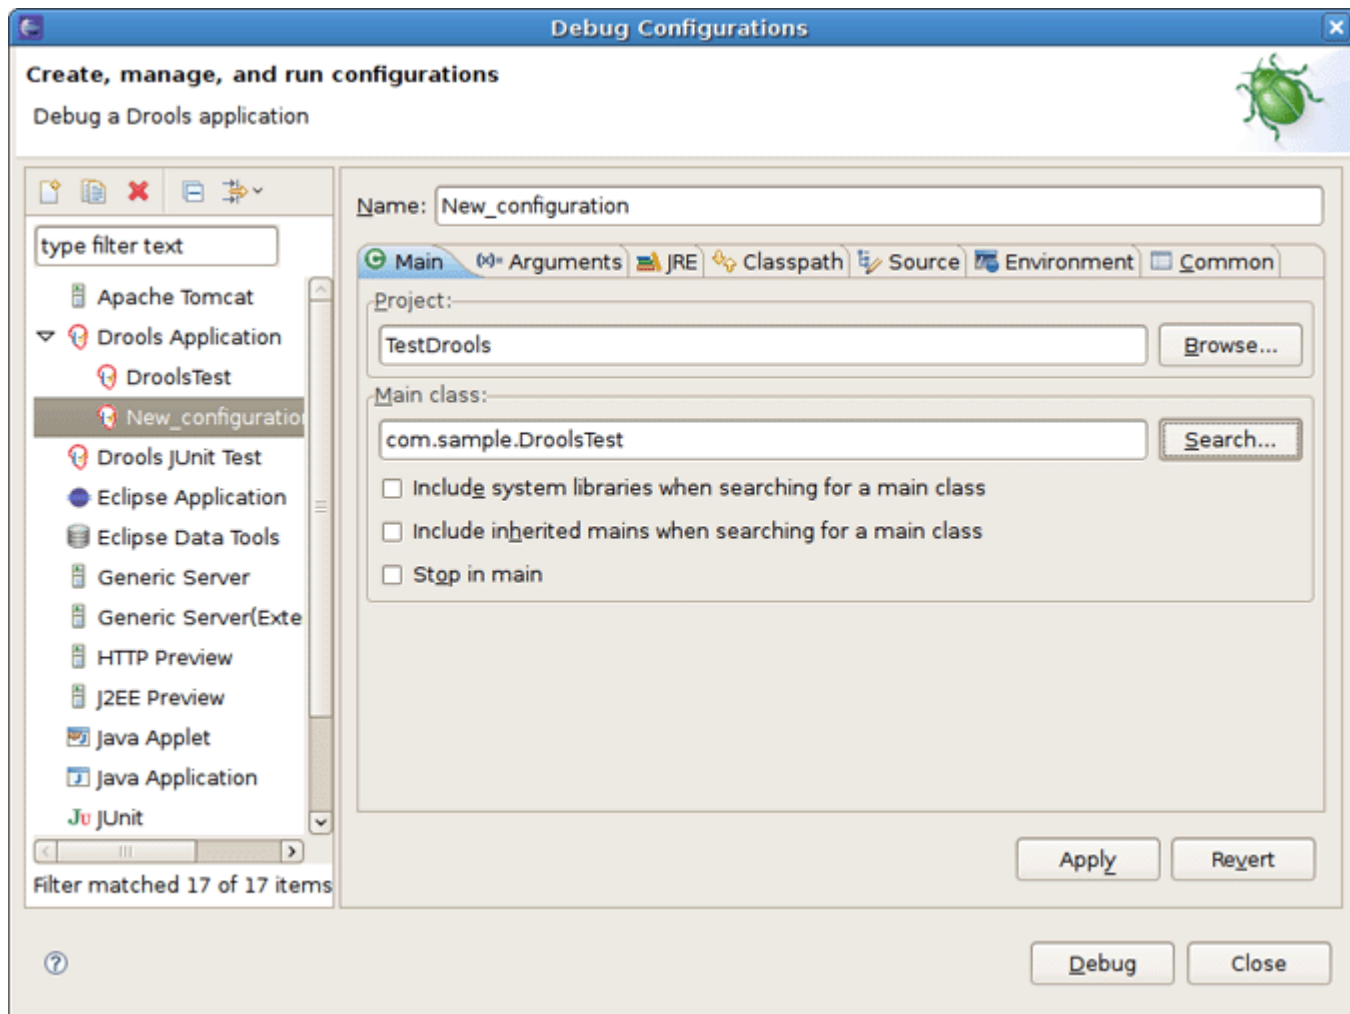 Debug Configurations
Create, manage, and run configurations
Debug a Drools application
type filter text
Apache Tomcat
Drools Application
DroolsTest
New_configuration
Drools JUnit Test
Eclipse Application
Eclipse Data Tools
Generic Server
Generic Server(Exte
HTTP Preview
J2EE Preview
Java Applet
Java Application
Ju JUnit
Filter matched 17 of 17 items
Name: New_configuration
Main (x)= Arguments JRE Classpath Source Environment Common
Project:
TestDrools Browse...
Main class:
com.sample.DroolsTest Search...
Include system libraries when searching for a main class
Include inherited mains when searching for a main class
Stop in main
Apply Revert
Debug Close